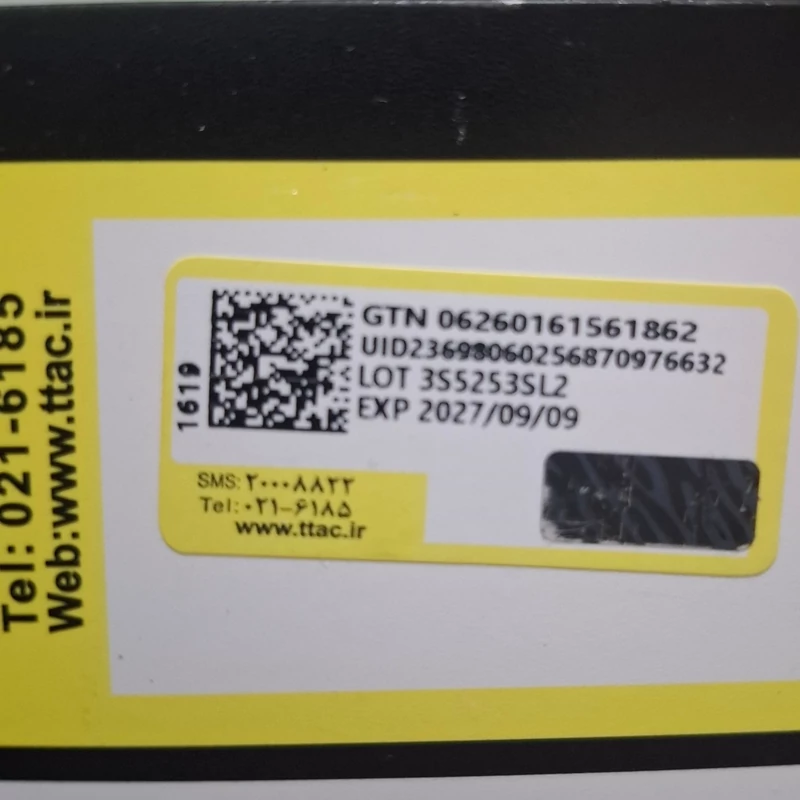 Tel: 021-6185
Web:www.ttac.ir
1619
GTN 06260161561862
UID23698060256870976632
LOT 3S5253SL2
EXP 2027/09/09
SMS:۲۰۰۰۸۸۲۲
Tel:۰۲۱-۶۱۸۵
www.ttac.ir